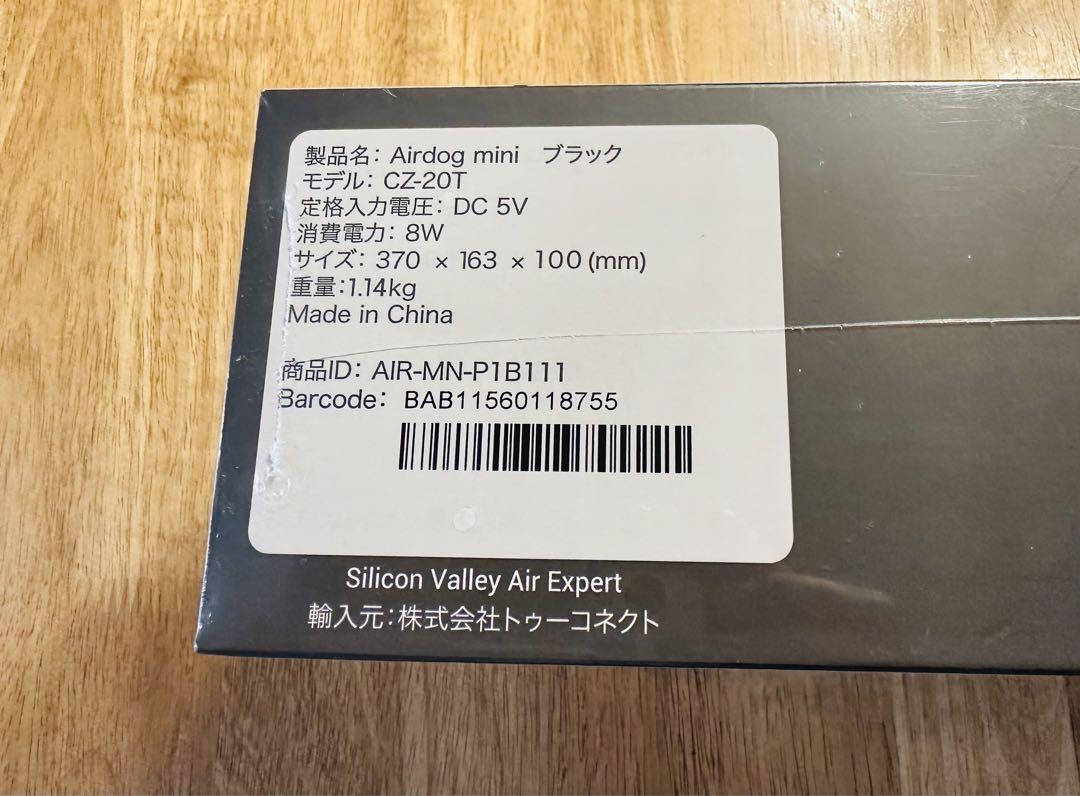 製品名: Airdog mini ブラック
モデル: CZ-20T
定格入力電圧: DC 5V
消費電力: 8W
サイズ: 370 × 163 × 100 (mm)
重量:1.14kg
Made in China
商品ID: AIR-MN-P1B111
Barcode: BAB11560118755
Silicon Valley Air Expert
輸入元:株式会社トゥーコネクト